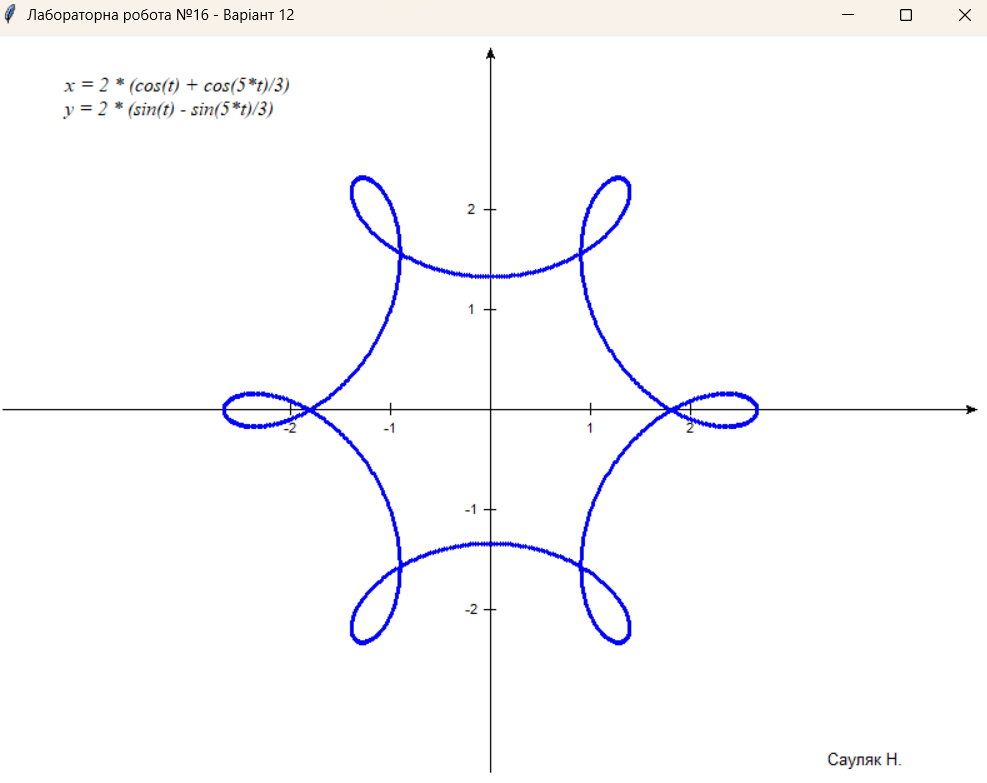 Лабораторна робота №16 - Варіант 12
x = 2 * (cos(t) + cos(5*t)/3)
y = 2 * (sin(t) - sin(5*t)/3)
2
1
-2 -1 1 2
-1
-2
Сауляк Н.